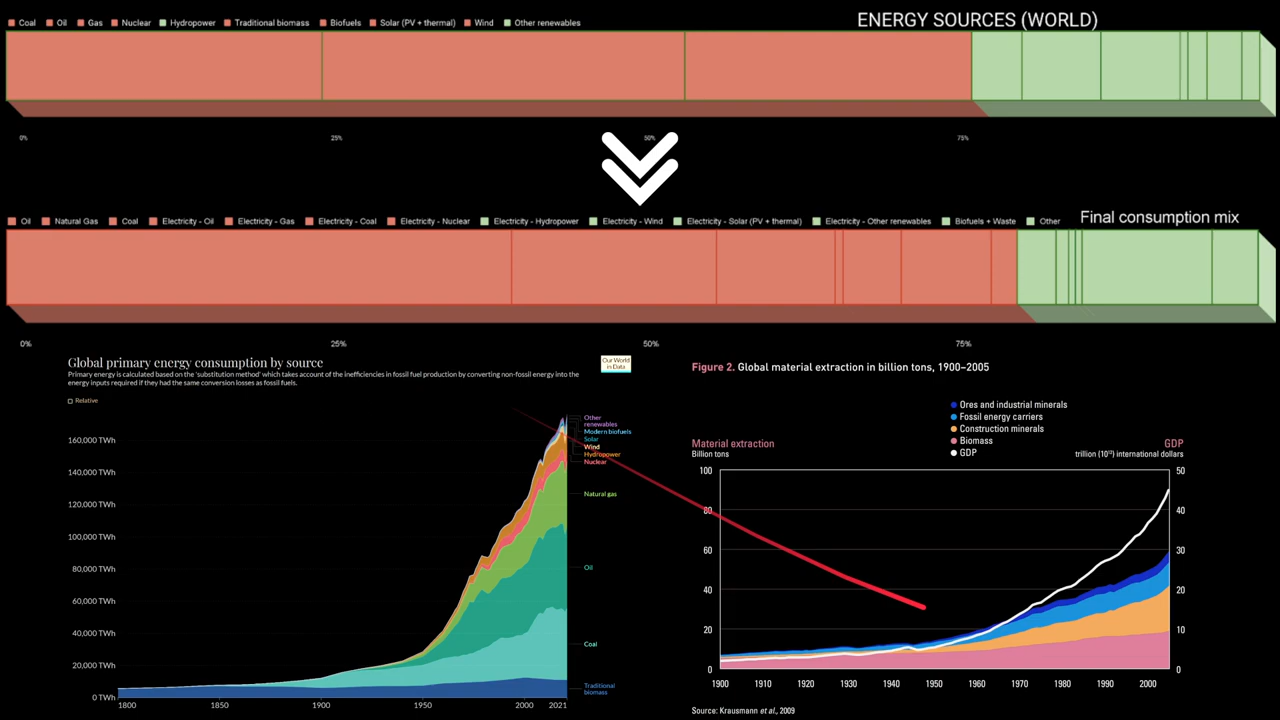 Coal Oil Gas Nuclear Hydropower Traditional biomass Biofuels Solar (PV + thermal) Wind Other renewables
ENERGY SOURCES (WORLD)
0% 25% 50% 75%
Oil Natural Gas Coal Electricity - Oil Electricity - Gas Electricity - Coal Electricity - Nuclear Electricity - Hydropower Electricity - Wind Electricity - Solar (PV + thermal) Electricity - Other renewables Biofuels + Waste Other
Final consumption mix
0% 25% 50% 75%
Global primary energy consumption by source
Primary energy is calculated based on the 'substitution method' which takes account of the inefficiencies in fossil fuel production by converting non-fossil energy into the
energy inputs required if they had the same conversion losses as fossil fuels.
Our World
in Data
Relative
160,000 TWh
140,000 TWh
120,000 TWh
100,000 TWh
80,000 TWh
60,000 TWh
40,000 TWh
20,000 TWh
0 TWh
1800 1850 1900 1950 2000 2021
Other
renewables
Modern biofuels
Solar
Wind
Hydropower
Nuclear
Natural gas
Oil
Coal
Traditional
biomass
Figure 2. Global material extraction in billion tons, 1900–2005
Ores and industrial minerals
Fossil energy carriers
Construction minerals
Biomass
GDP
Material extraction
Billion tons
GDP
trillion (10¹²) international dollars
100
80
60
40
20
0
50
40
30
20
10
0
1900 1910 1920 1930 1940 1950 1960 1970 1980 1990 2000
Source: Krausmann et al., 2009